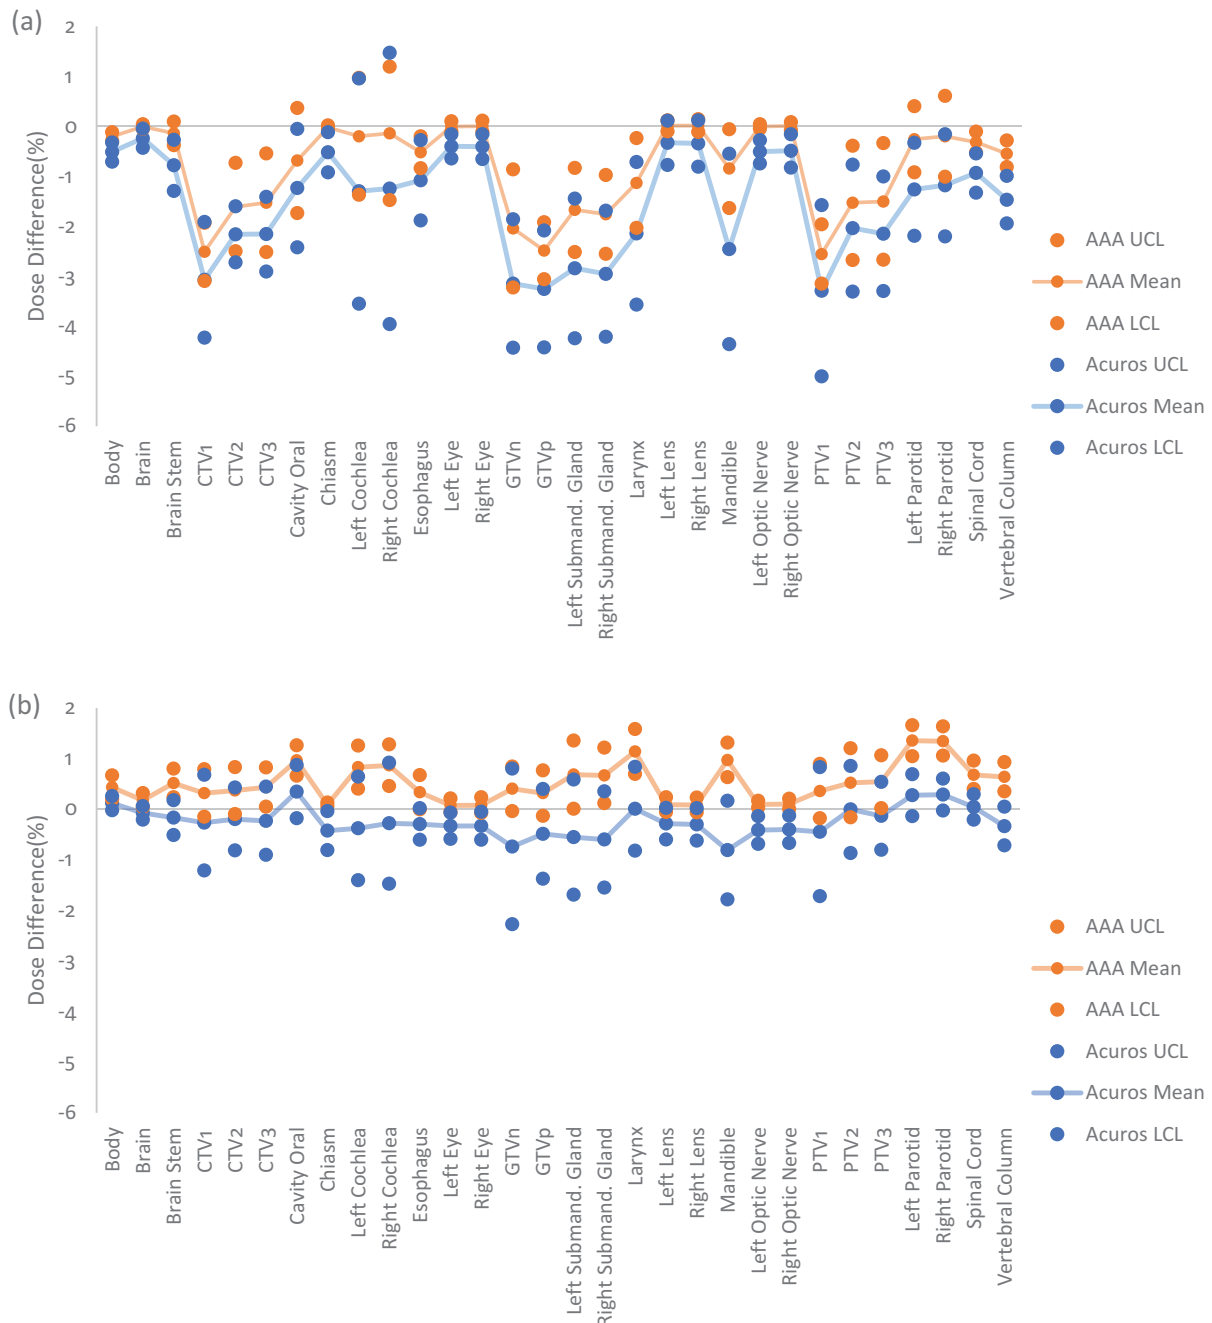 (a)
2
1
0
-1
-2
-3
-4
-5
-6
Dose Difference(%)
Body
Brain
Brain Stem
CTV1
CTV2
CTV3
Cavity Oral
Chiasm
Left Cochlea
Right Cochlea
Esophagus
Left Eye
Right Eye
GTVn
GTVp
Left Submand. Gland
Right Submand. Gland
Larynx
Left Lens
Right Lens
Mandible
Left Optic Nerve
Right Optic Nerve
PTV1
PTV2
PTV3
Left Parotid
Right Parotid
Spinal Cord
Vertebral Column
AAA UCL
AAA Mean
AAA LCL
Acuros UCL
Acuros Mean
Acuros LCL
(b)
2
1
0
-1
-2
-3
-4
-5
-6
Dose Difference(%)
Body
Brain
Brain Stem
CTV1
CTV2
CTV3
Cavity Oral
Chiasm
Left Cochlea
Right Cochlea
Esophagus
Left Eye
Right Eye
GTVn
GTVp
Left Submand. Gland
Right Submand. Gland
Larynx
Left Lens
Right Lens
Mandible
Left Optic Nerve
Right Optic Nerve
PTV1
PTV2
PTV3
Left Parotid
Right Parotid
Spinal Cord
Vertebral Column
AAA UCL
AAA Mean
AAA LCL
Acuros UCL
Acuros Mean
Acuros LCL